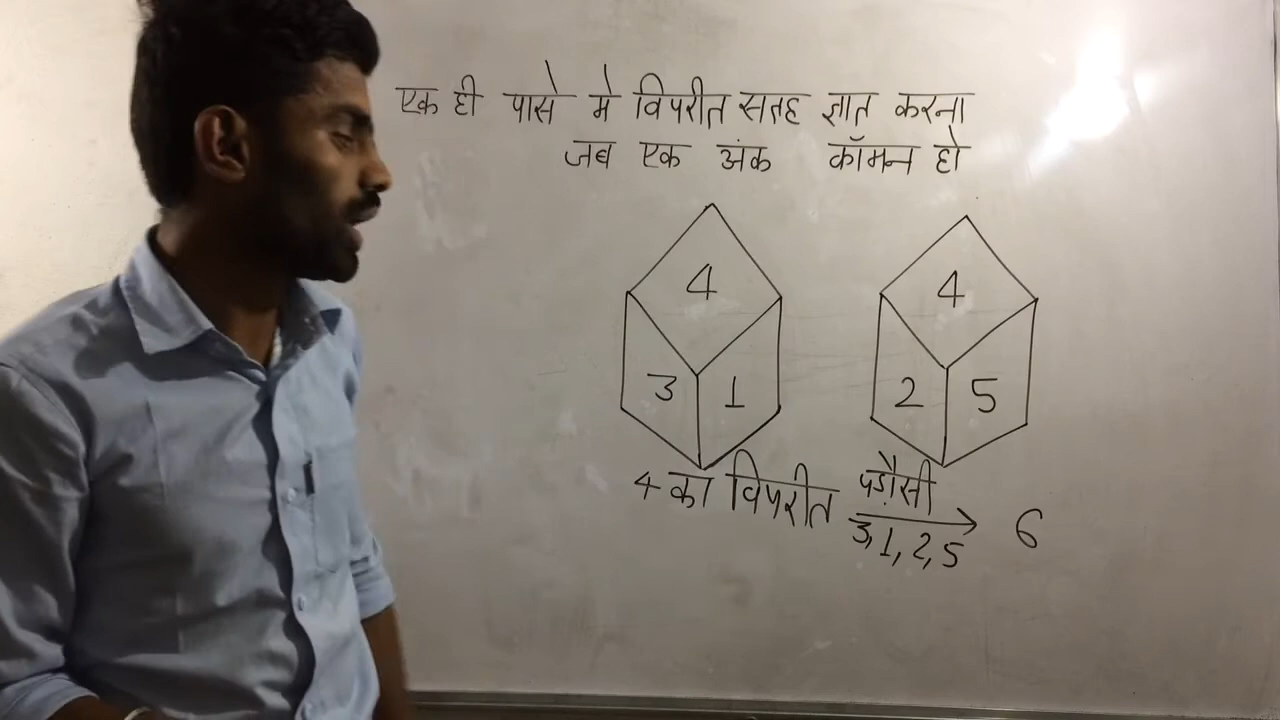 एक ही पासे मे विपरीत सतह ज्ञात करना
जब एक अंक कॉमन हो
4
3 1
4
2 5
4 का विपरीत पड़ौसी 6
3, 1, 2, 5